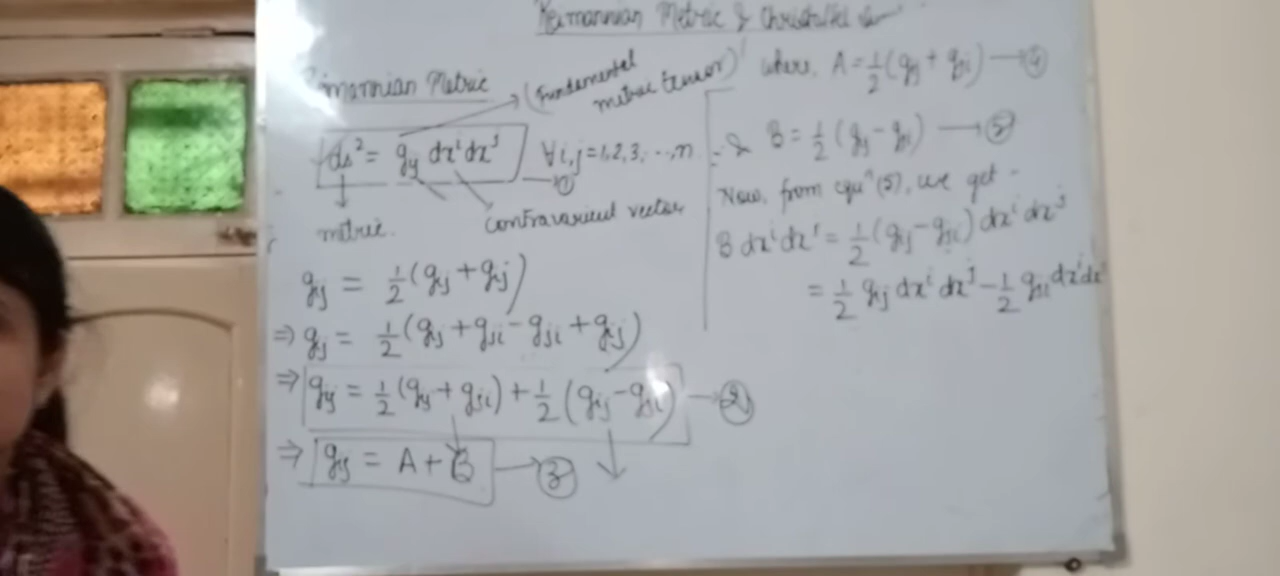 Riemannian Metric & Christoffel
Riemannian Metric
(Fundamental
metric tensor)
ds² = gᵢⱼ dxⁱ dxʲ ∀ i,j = 1,2,3,...,n
→ ①
metric.
contravariant vector
gᵢⱼ = 1/2 (gᵢⱼ + gᵢⱼ)
⇒ gᵢⱼ = 1/2 (gᵢⱼ + gⱼᵢ - gⱼᵢ + gᵢⱼ)
⇒ gᵢⱼ = 1/2 (gᵢⱼ + gⱼᵢ) + 1/2 (gᵢⱼ - gⱼᵢ) → ②
⇒ gᵢⱼ = A + B → ③
where, A = 1/2 (gᵢⱼ + gⱼᵢ) → ④
& B = 1/2 (gᵢⱼ - gⱼᵢ) → ⑤
Now, from equⁿ (5), we get -
B dxⁱ dxʲ = 1/2 (gᵢⱼ - gⱼᵢ) dxⁱ dxʲ
= 1/2 gᵢⱼ dxⁱ dxʲ - 1/2 gⱼᵢ dxⁱ dxʲ